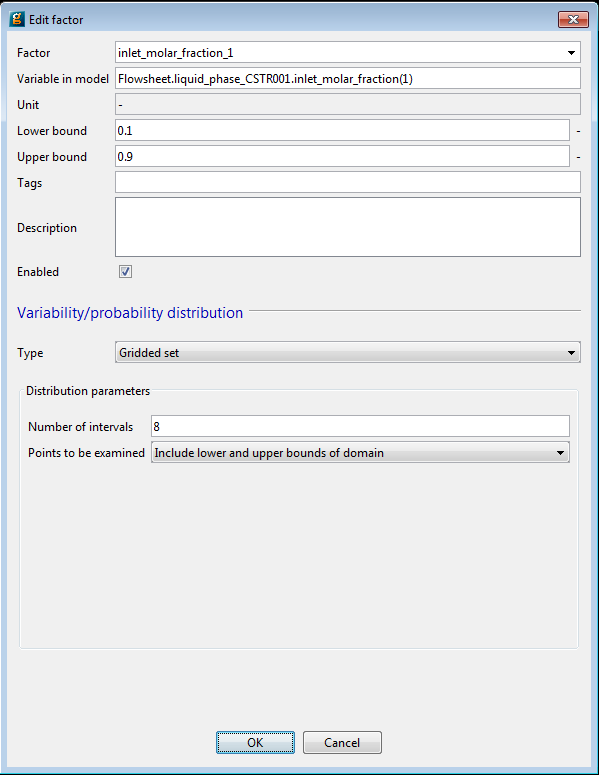 Edit factor
Factor inlet_molar_fraction_1
Variable in model Flowsheet.liquid_phase_CSTR001.inlet_molar_fraction(1)
Unit -
Lower bound 0.1 -
Upper bound 0.9 -
Tags
Description
Enabled
Variability/probability distribution
Type Gridded set
Distribution parameters
Number of intervals 8
Points to be examined Include lower and upper bounds of domain
OK Cancel